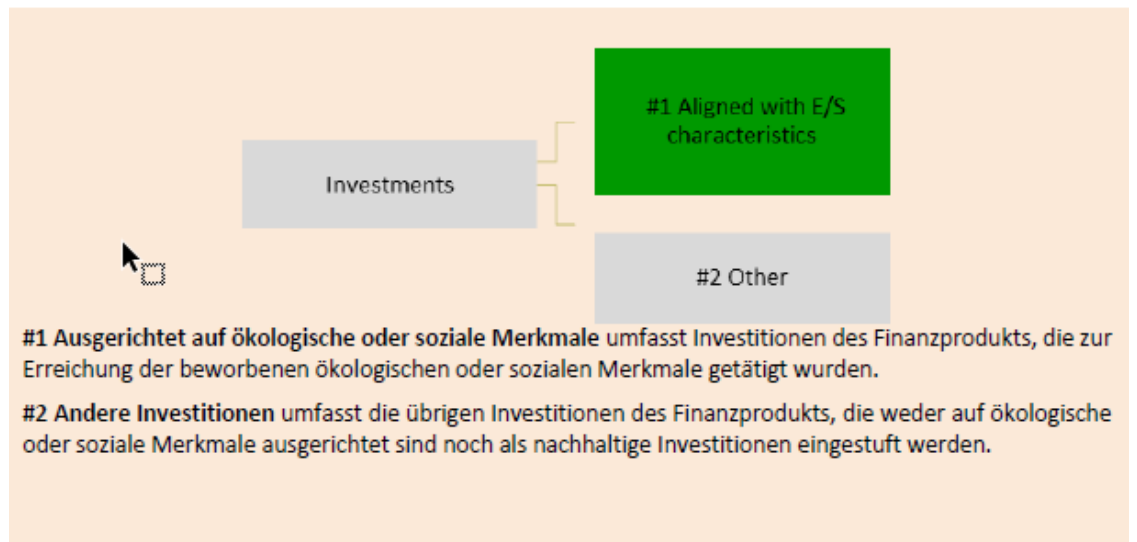 #1 Aligned with E/S
characteristics
Investments
#2 Other
#1 Ausgerichtet auf ökologische oder soziale Merkmale umfasst Investitionen des Finanzprodukts, die zur
Erreichung der beworbenen ökologischen oder sozialen Merkmale getätigt wurden.
#2 Andere Investitionen umfasst die übrigen Investitionen des Finanzprodukts, die weder auf ökologische
oder soziale Merkmale ausgerichtet sind noch als nachhaltige Investitionen eingestuft werden.